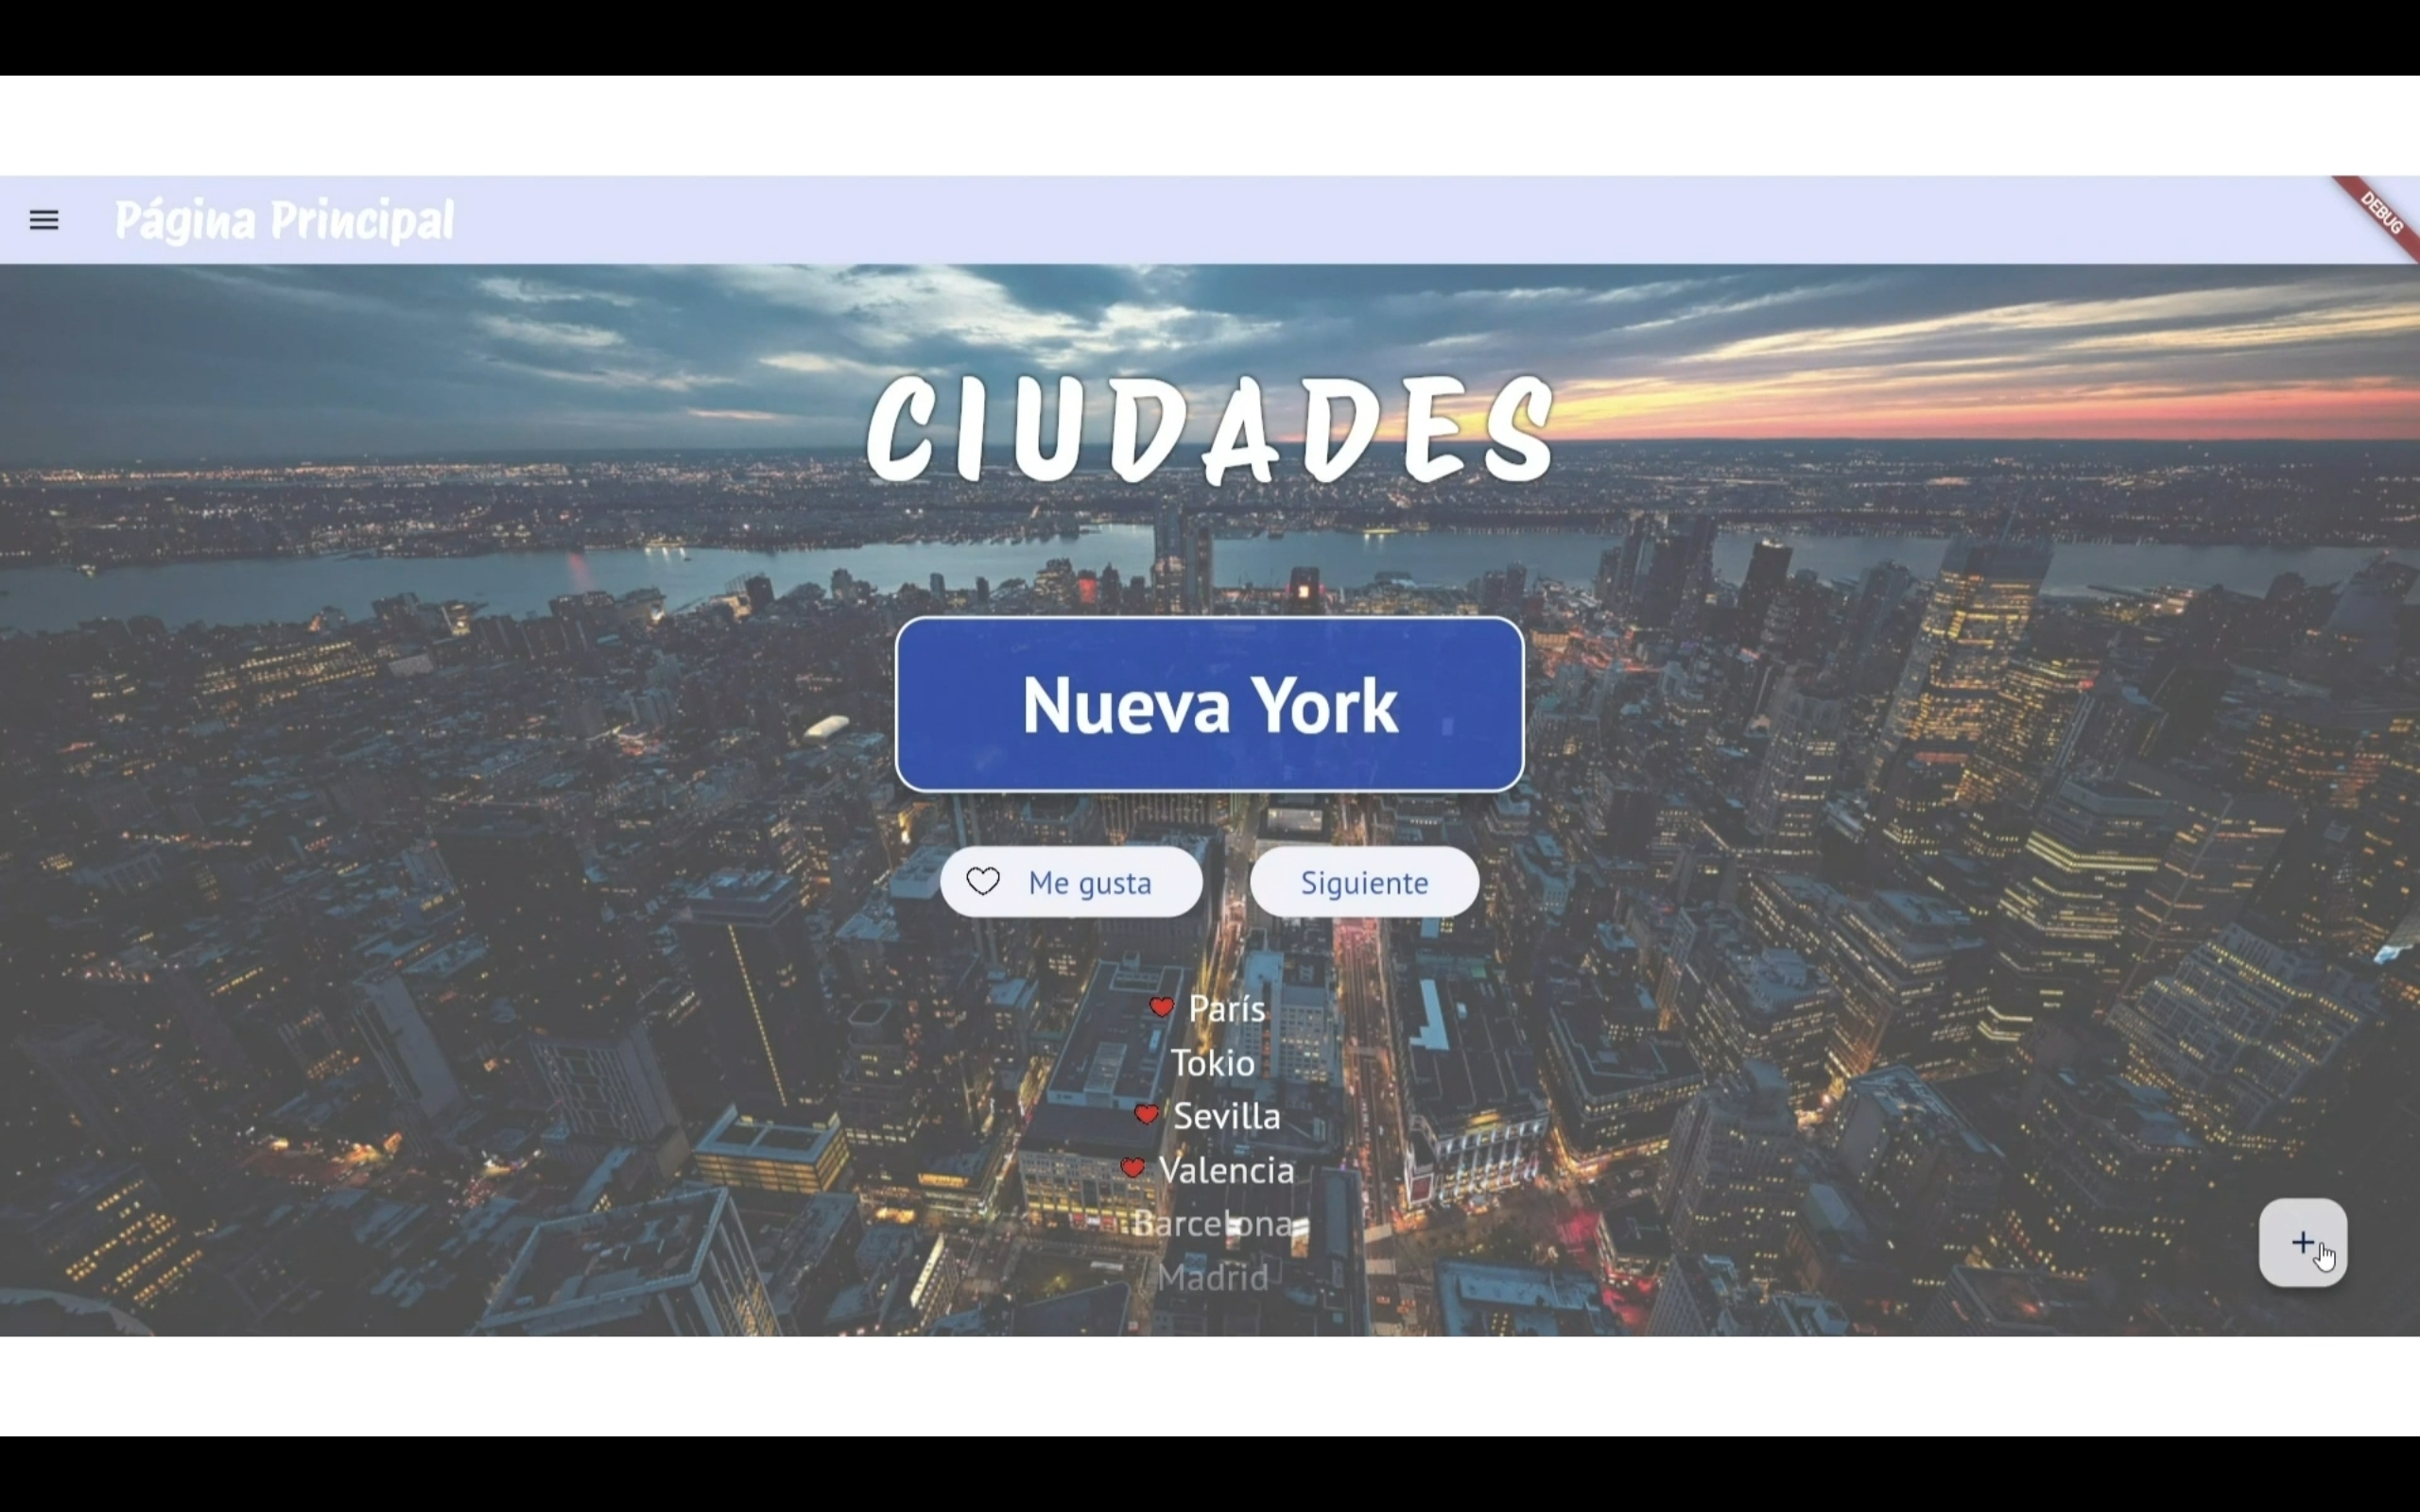 Página Principal
DEBUG
CIUDADES
Nueva York
Me gusta
Siguiente
París
Tokio
Sevilla
Valencia
Barcelona
Madrid